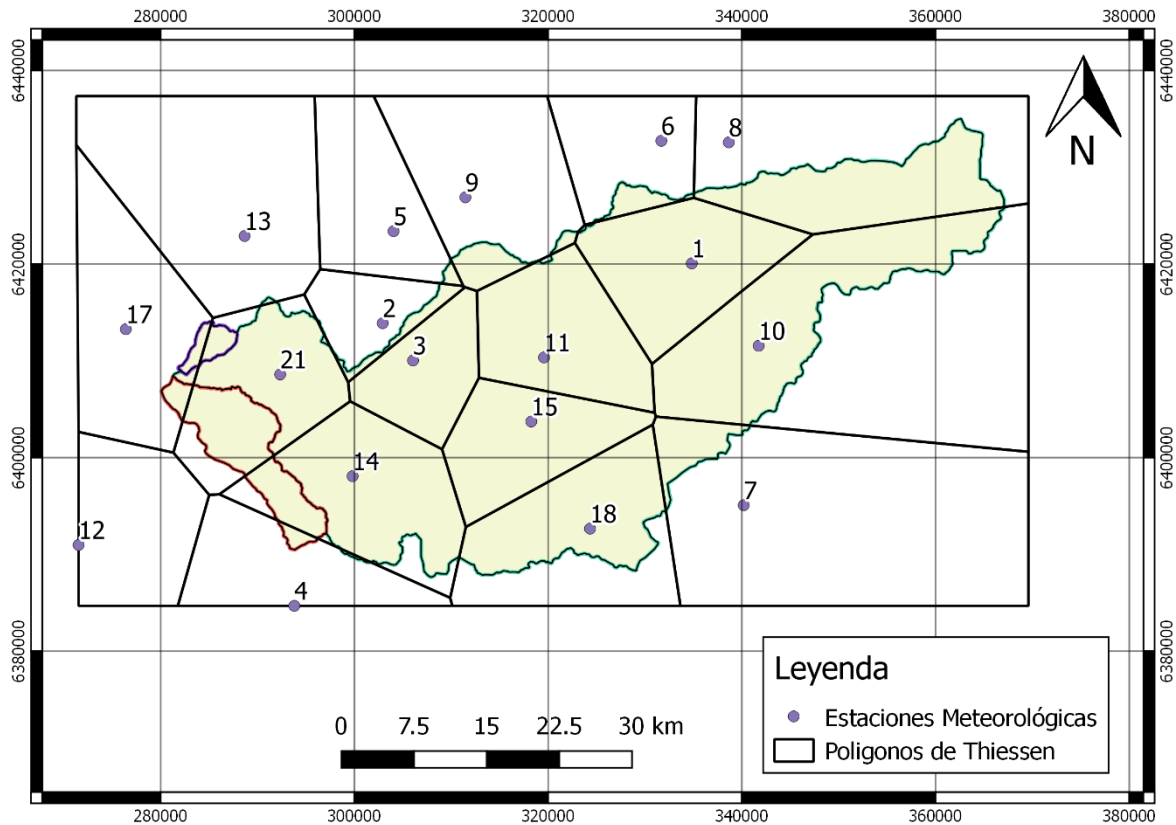 280000 300000 320000 340000 360000 380000
6440000 6440000
6 8
N
9
5
13
1
6420000 6420000
17
2
3 11 10
21
15
6400000 6400000
14
7
18
12
4
6380000 6380000
Leyenda
Estaciones Meteorológicas
Poligonos de Thiessen
0 7.5 15 22.5 30 km
280000 300000 320000 340000 360000 380000